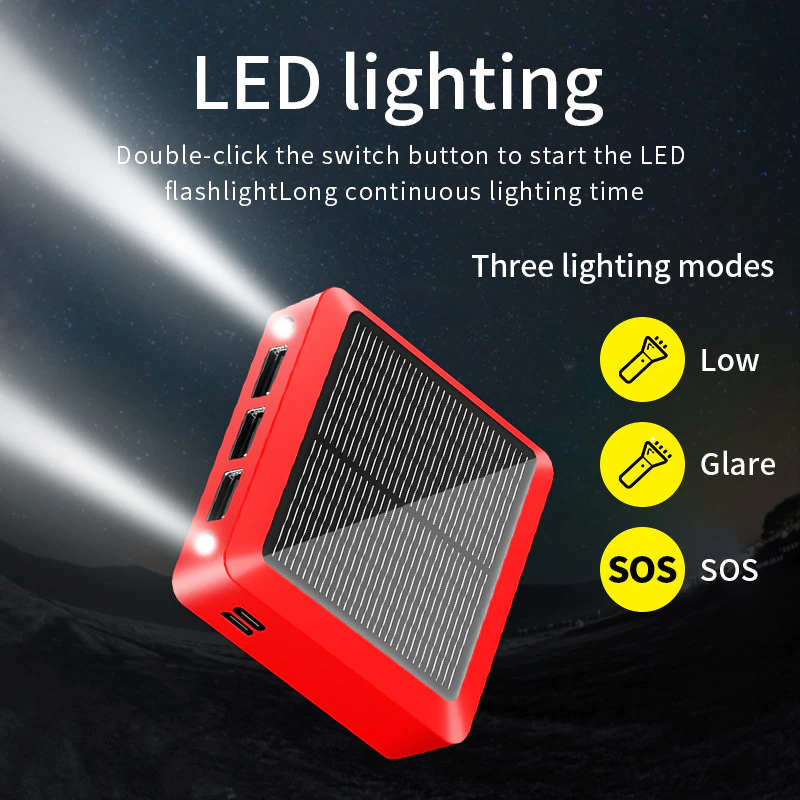 LED lighting
Double-click the switch button to start the LED
flashlightLong continuous lighting time
Three lighting modes
Low
Glare
SOS SOS